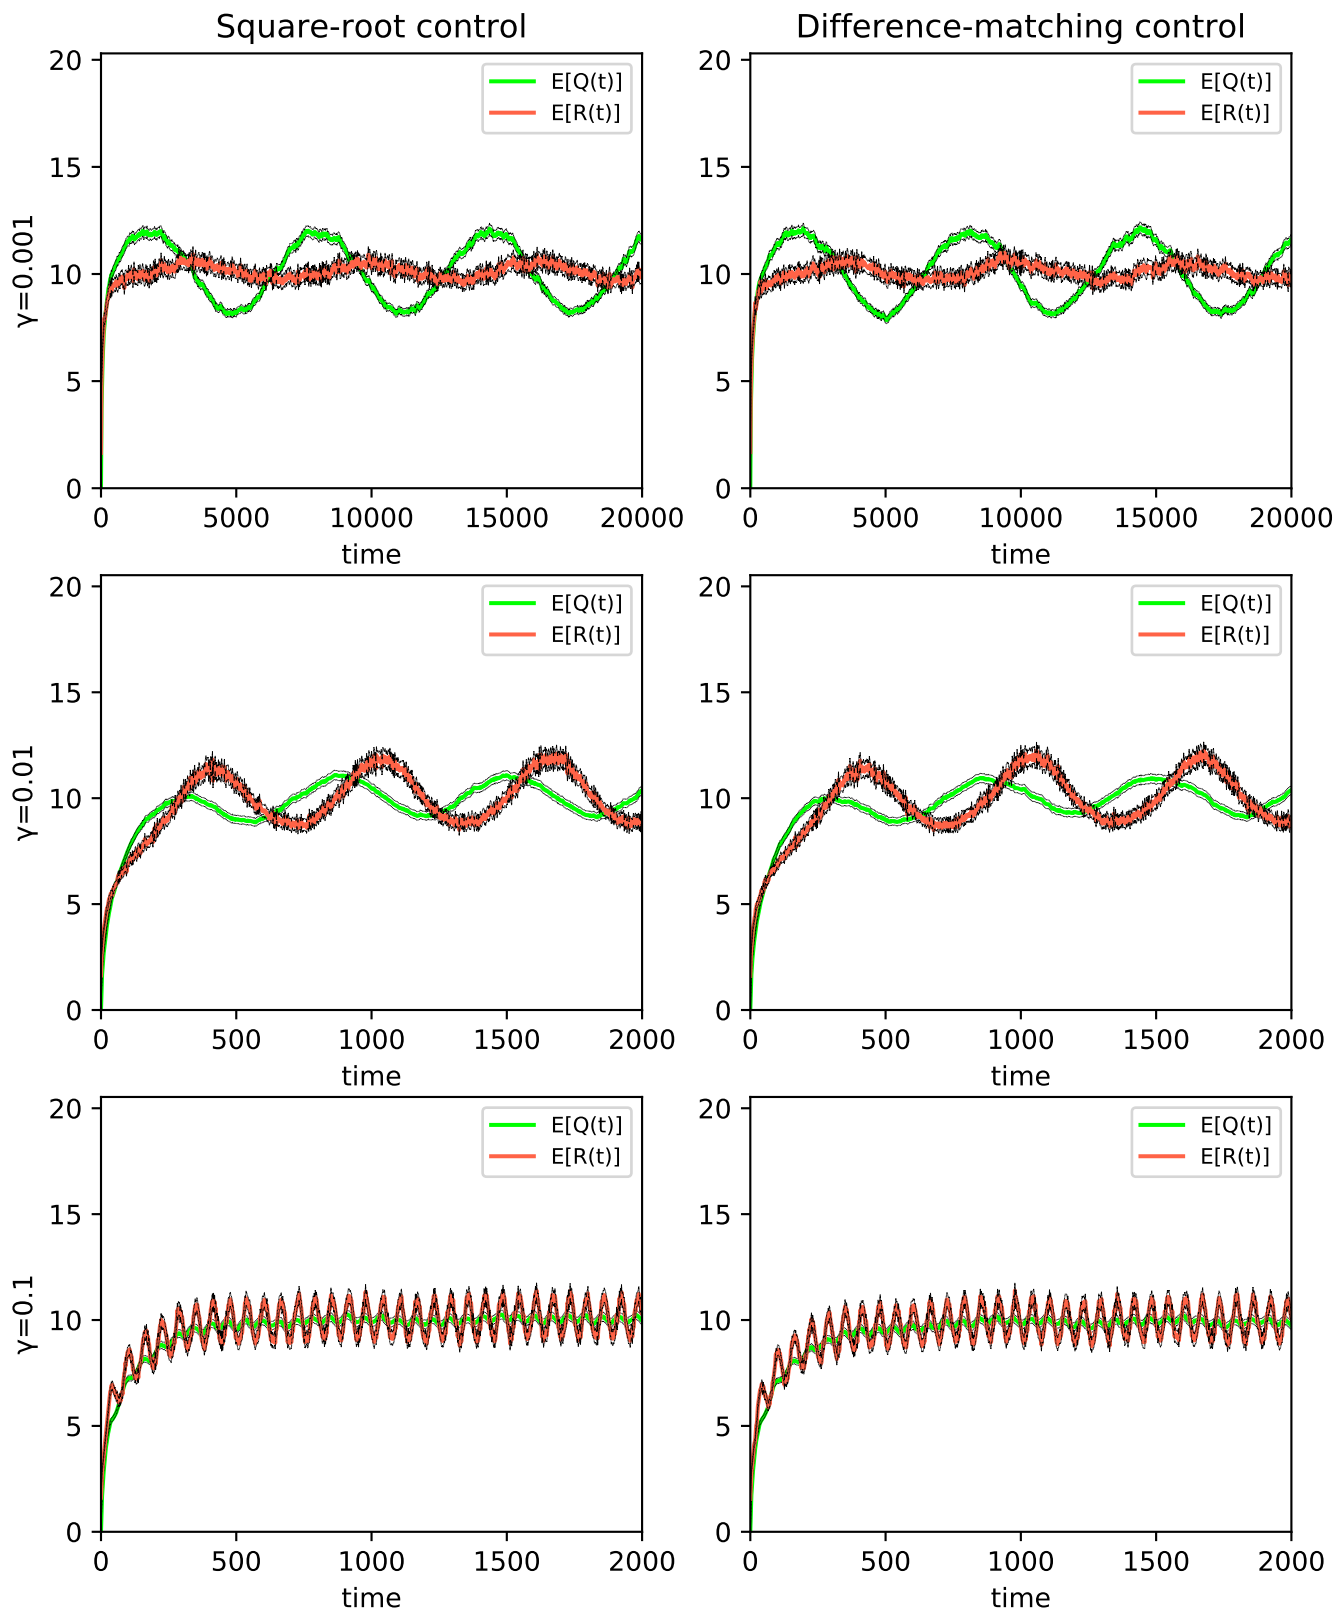 Square-root control
Difference-matching control
γ=0.001
20
15
10
5
0
E[Q(t)]
E[R(t)]
0 5000 10000 15000 20000
time
20
15
10
5
0
E[Q(t)]
E[R(t)]
0 5000 10000 15000 20000
time
γ=0.01
20
15
10
5
0
E[Q(t)]
E[R(t)]
0 500 1000 1500 2000
time
20
15
10
5
0
E[Q(t)]
E[R(t)]
0 500 1000 1500 2000
time
γ=0.1
20
15
10
5
0
E[Q(t)]
E[R(t)]
0 500 1000 1500 2000
time
20
15
10
5
0
E[Q(t)]
E[R(t)]
0 500 1000 1500 2000
time